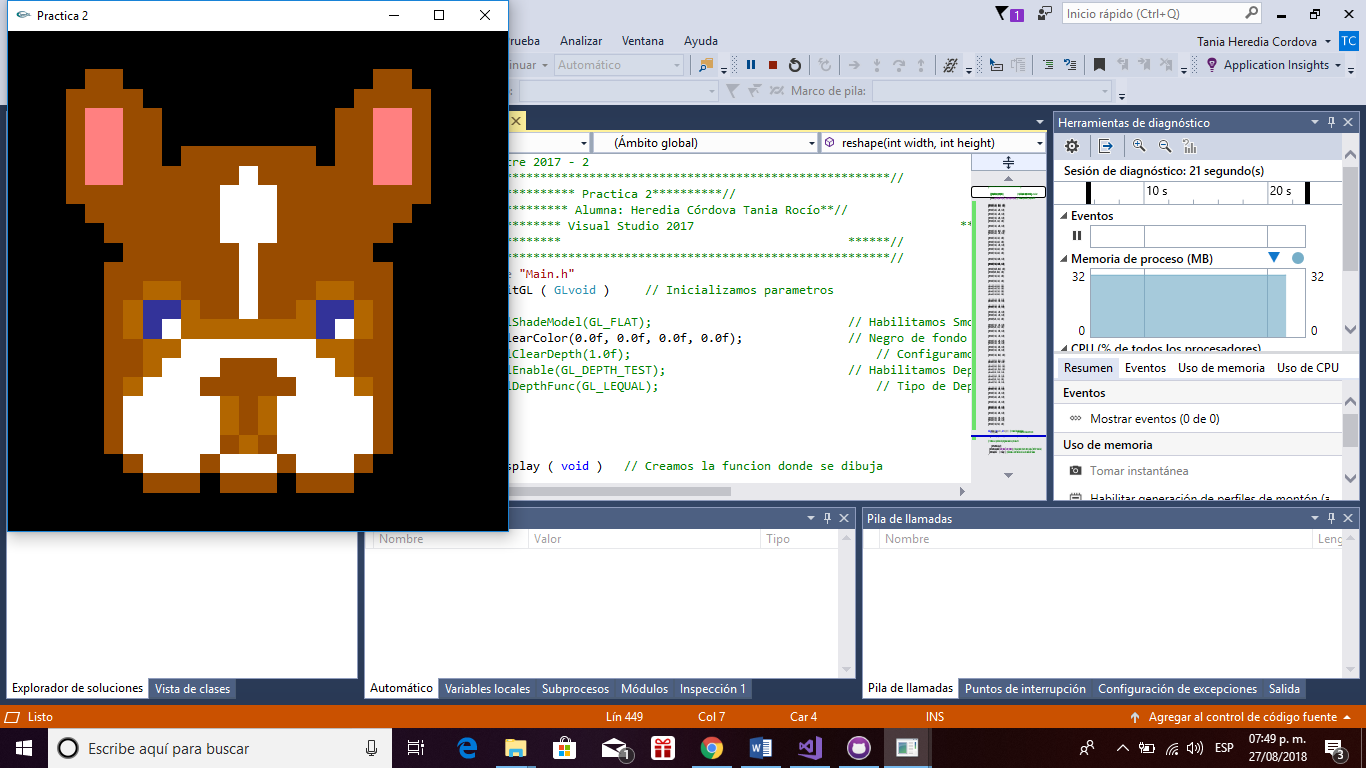 Practica 2
1
Inicio rápido (Ctrl+Q)
rueba Analizar Ventana Ayuda
Tania Heredia Cordova TC
nuar Automático Application Insights
Marco de pila:
(Ámbito global) reshape(int width, int height)
tre 2017 - 2
******************************************************//
********** Practica 2**********//
********* Alumna: Heredia Córdova Tania Rocío**//
******** Visual Studio 2017 **
******** ******//
******************************************************//
"Main.h"
itGL ( GLvoid ) // Inicializamos parametros
lShadeModel(GL_FLAT); // Habilitamos Smo
learColor(0.0f, 0.0f, 0.0f, 0.0f); // Negro de fondo
lClearDepth(1.0f); // Configuramo
lEnable(GL_DEPTH_TEST); // Habilitamos Dep
lDepthFunc(GL_LEQUAL); // Tipo de Dep
splay ( void ) // Creamos la funcion donde se dibuja
Herramientas de diagnóstico
Sesión de diagnóstico: 21 segundo(s)
10 s 20 s
Eventos
Memoria de proceso (MB)
32 32
0 0
CPU (% de todos los procesadores)
Resumen Eventos Uso de memoria Uso de CPU
Eventos
Mostrar eventos (0 de 0)
Uso de memoria
Tomar instantánea
Habilitar generación de perfiles de montón (a
Nombre Valor Tipo
Pila de llamadas
Nombre Leng
Explorador de soluciones Vista de clases
Automático Variables locales Subprocesos Módulos Inspección 1
Pila de llamadas Puntos de interrupción Configuración de excepciones Salida
Listo Lín 449 Col 7 Car 4 INS Agregar al control de código fuente
Escribe aquí para buscar
1
ESP
07:49 p. m.
27/08/2018
3